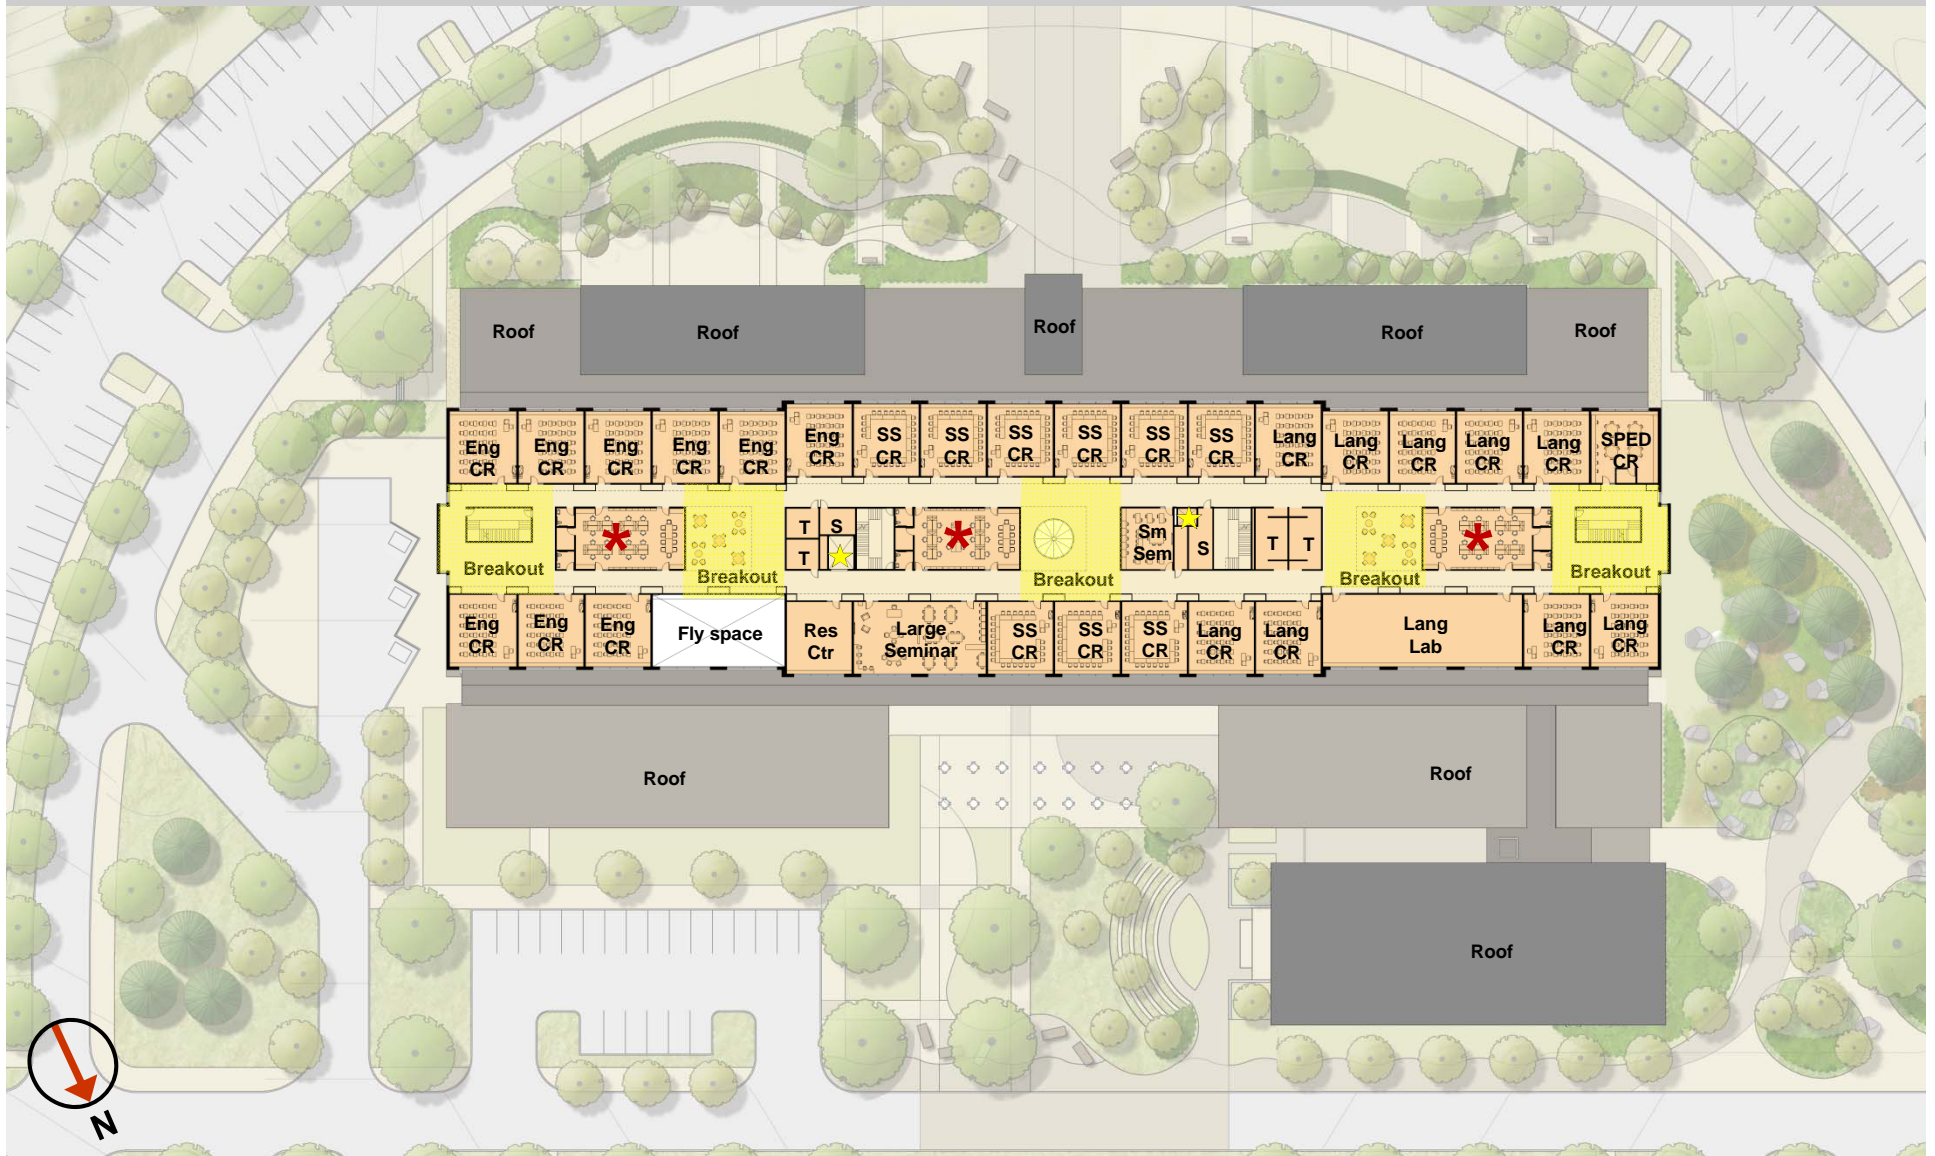 Roof
Roof
Roof
Roof
Roof
Eng
CR
Eng
CR
Eng
CR
Eng
CR
Eng
CR
Eng
CR
SS
CR
SS
CR
SS
CR
SS
CR
SS
CR
SS
CR
Lang
CR
Lang
CR
Lang
CR
Lang
CR
Lang
CR
SPED
CR
Breakout
*
Breakout
T
S
T
*
Breakout
Sm
Sem
S
T
T
Breakout
*
Breakout
Eng
CR
Eng
CR
Eng
CR
Fly space
Res
Ctr
Large
Seminar
SS
CR
SS
CR
SS
CR
Lang
CR
Lang
CR
Lang
Lab
Lang
CR
Lang
CR
Roof
Roof
Roof
N